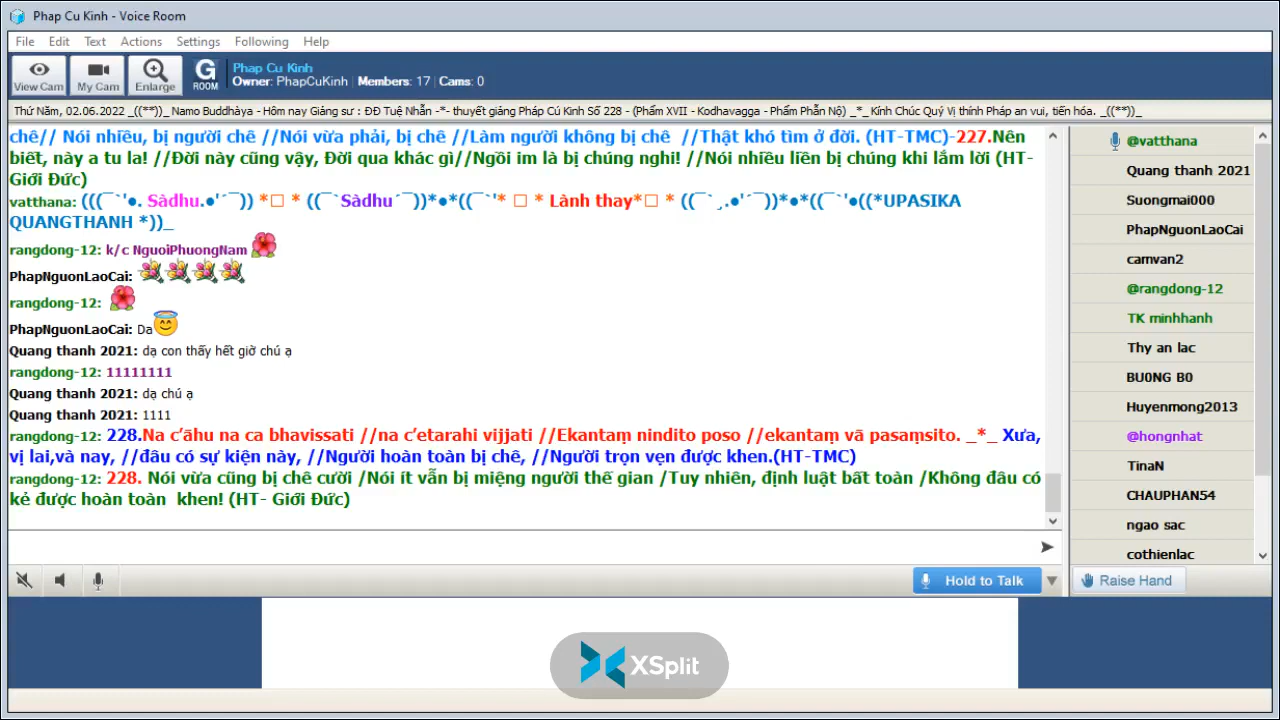 Phap Cu Kinh - Voice Room
File Edit Text Actions Settings Following Help
View Cam My Cam Enlarge G ROOM
Phap Cu Kinh
Owner: PhapCuKinh | Members: 17 | Cams: 0
Thứ Năm, 02.06.2022 _((**))_ Namo Buddhàya - Hôm nay Giảng sư : ĐĐ Tuệ Nhẫn -*- thuyết giảng Pháp Cú Kinh Số 228 - (Phẩm XVII - Kodhavagga - Phẩm Phẫn Nộ) _*_ Kính Chúc Quý Vị thính Pháp an vui, tiến hóa. _((**))_
chê// Nói nhiều, bị người chê //Nói vừa phải, bị chê //Làm người không bị chê //Thật khó tìm ở đời. (HT-TMC)-227.Nên
biết, này a tu la! //Đời này cũng vậy, Đời qua khác gì//Ngồi im là bị chúng nghi! //Nói nhiều liền bị chúng khi lắm lời (HT-
Giới Đức)
vatthana: (((¯`'●. Sàdhu.●'´¯)) *□ * ((¯`Sàdhu´¯))*●*((¯`'* □ * Lành thay*□ * ((¯`¸.●'´¯))*●*((¯`'●((*UPASIKA
QUANGTHANH *))_
rangdong-12: k/c NguoiPhuongNam
PhapNguonLaoCai:
rangdong-12:
PhapNguonLaoCai: Da
Quang thanh 2021: dạ con thấy hết giờ chú ạ
rangdong-12: 11111111
Quang thanh 2021: dạ chú ạ
Quang thanh 2021: 1111
rangdong-12: 228.Na c’āhu na ca bhavissati //na c’etarahi vijjati //Ekantaṃ nindito poso //ekantaṃ vā pasaṃsito. _*_ Xưa,
vị lai,và nay, //đâu có sự kiện này, //Người hoàn toàn bị chê, //Người trọn vẹn được khen.(HT-TMC)
rangdong-12: 228. Nói vừa cũng bị chê cười /Nói ít vẫn bị miệng người thế gian /Tuy nhiên, định luật bất toàn /Không đâu có
kẻ được hoàn toàn khen! (HT- Giới Đức)
@vatthana
Quang thanh 2021
Suongmai000
PhapNguonLaoCai
camvan2
@rangdong-12
TK minhhanh
Thy an lac
BU0NG B0
Huyenmong2013
@hongnhat
TinaN
CHAUPHAN54
ngao sac
cothienlac
Hold to Talk
Raise Hand
XSplit